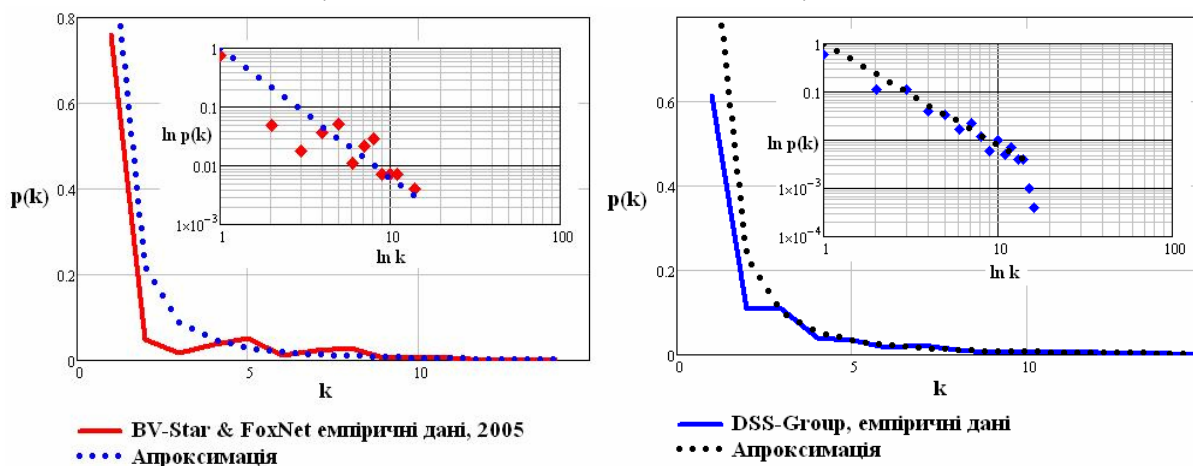 0.8
0.6
0.4
0.2
0
p(k)
1
0.1
0.01
1×10⁻³
ln p(k)
1
10
100
ln k
0
5
10
k
BV-Star & FoxNet емпіричні дані, 2005
Апроксимація
0.6
0.4
0.2
0
p(k)
1
0.1
1×10⁻³
1×10⁻⁴
ln p(k)
1
10
100
ln k
0
5
10
k
DSS-Group, емпіричні дані
Апроксимація